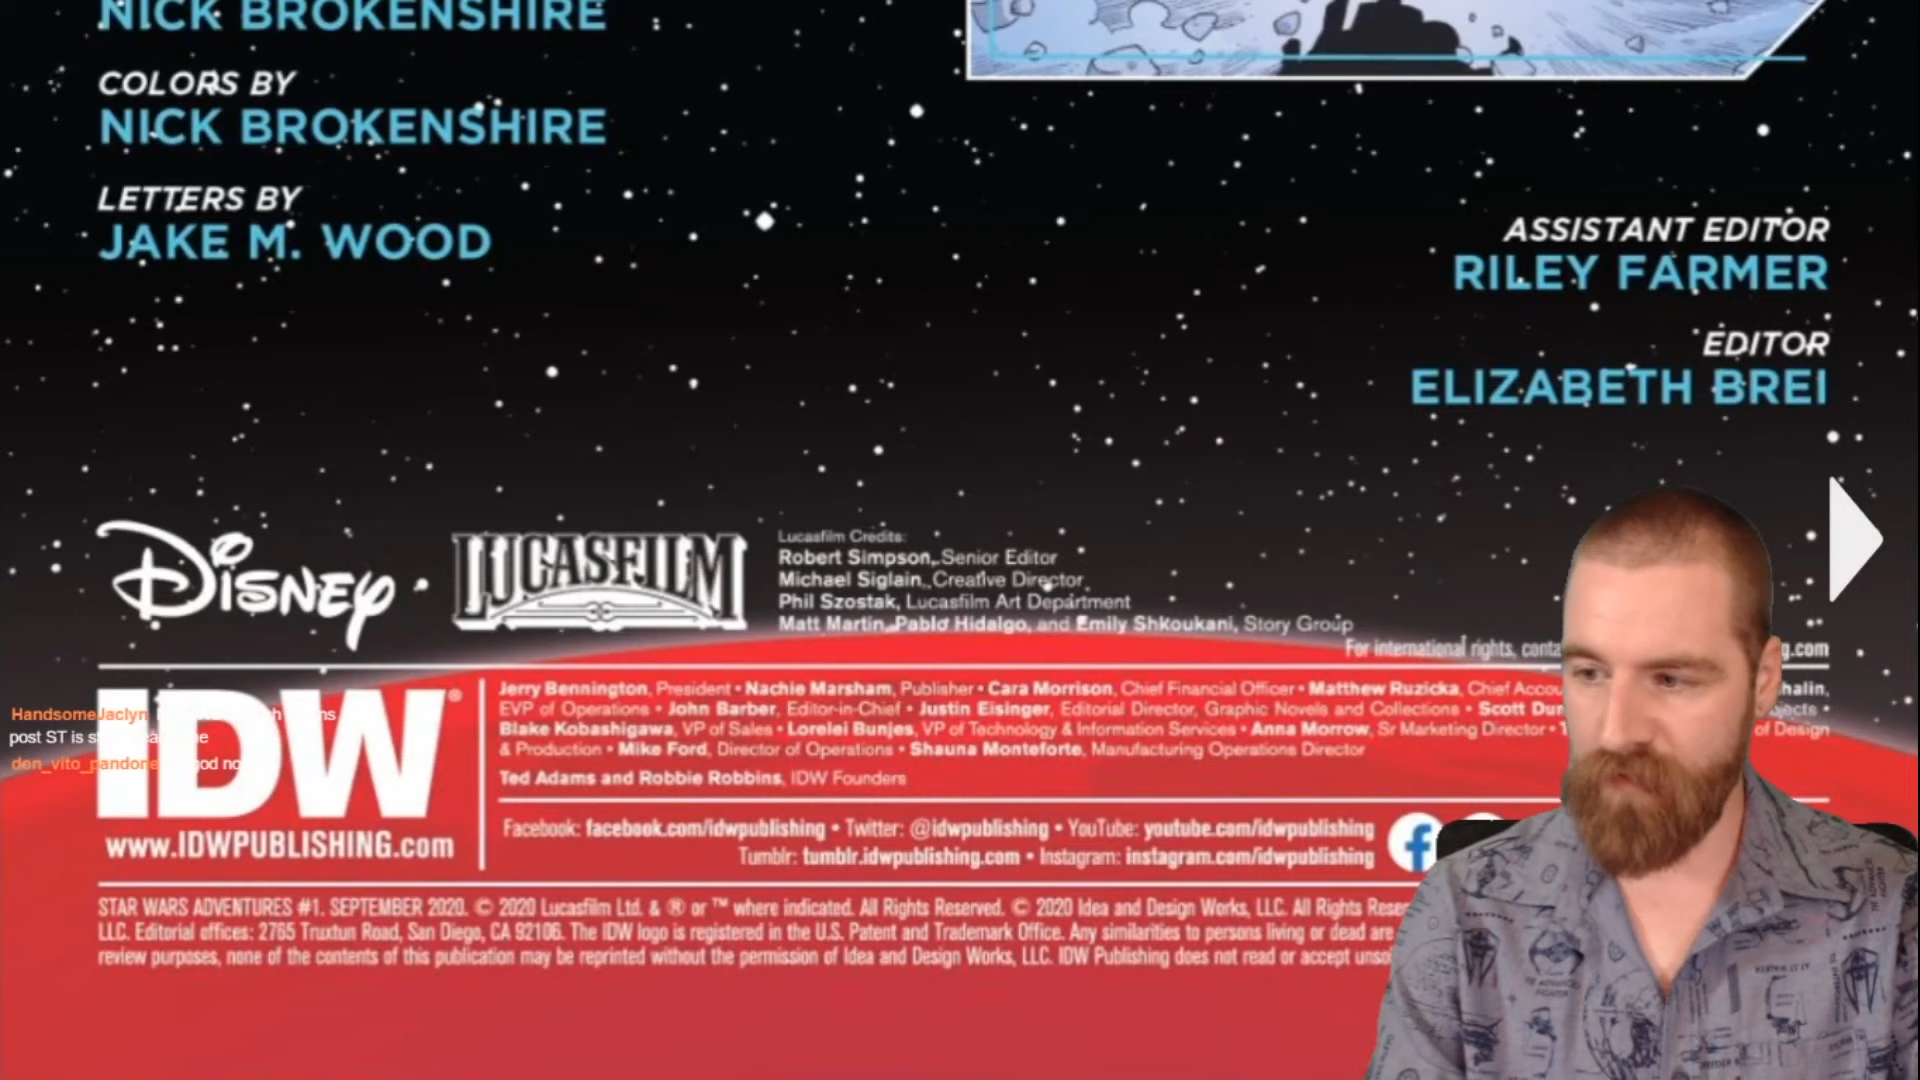 NICK BROKENSHIRE
COLORS BY
NICK BROKENSHIRE
LETTERS BY
JAKE M. WOOD
ASSISTANT EDITOR
RILEY FARMER
EDITOR
ELIZABETH BREI
Disney
LUCASFILM
Lucasfilm Credits:
Robert Simpson, Senior Editor
Michael Siglain, Creative Director
Phil Szostak, Lucasfilm Art Department
Matt Martin, Pablo Hidalgo, and Emily Shkoukani, Story Group
For international rights, g.com
IDW®
www.IDWPUBLISHING.com
Jerry Bennington, President • Nachie Marsham, Publisher • Cara Morrison, Chief Financial Officer • Matthew Ruzicka, Chief
EVP of Operations • John Barber, Editor-in-Chief • Justin Eisinger, Editorial Director, Graphic Novels and Collections • Scott
Blake Kobashigawa, VP of Sales • Lorelei Bunjes, VP of Technology & Information Services • Anna Morrow, Sr Marketing Director • of Design
& Production • Mike Ford, Director of Operations • Shauna Monteforte, Manufacturing Operations Director
Ted Adams and Robbie Robbins, IDW Founders
Facebook: facebook.com/idwpublishing • Twitter: @idwpublishing • YouTube: youtube.com/idwpublishing
Tumblr: tumblr.idwpublishing.com • Instagram: instagram.com/idwpublishing
HandsomeJaclyn
post ST is
den_vito_pandone god no
STAR WARS ADVENTURES #1. SEPTEMBER 2020. © 2020 Lucasfilm Ltd. & ® or ™ where indicated. All Rights Reserved. © 2020 Idea and Design Works, LLC. All Rights
LLC. Editorial offices: 2765 Truxtun Road, San Diego, CA 92106. The IDW logo is registered in the U.S. Patent and Trademark Office. Any similarities to persons living or dead are
review purposes, none of the contents of this publication may be reprinted without the permission of Idea and Design Works, LLC. IDW Publishing does not read or accept